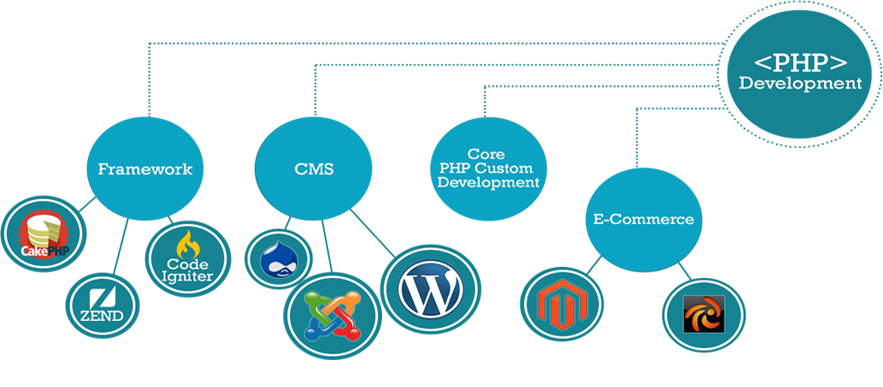 <PHP>
Development
Framework
CMS
Core
PHP Custom
Development
E-Commerce
CakePHP
ZEND
Code
Igniter
W